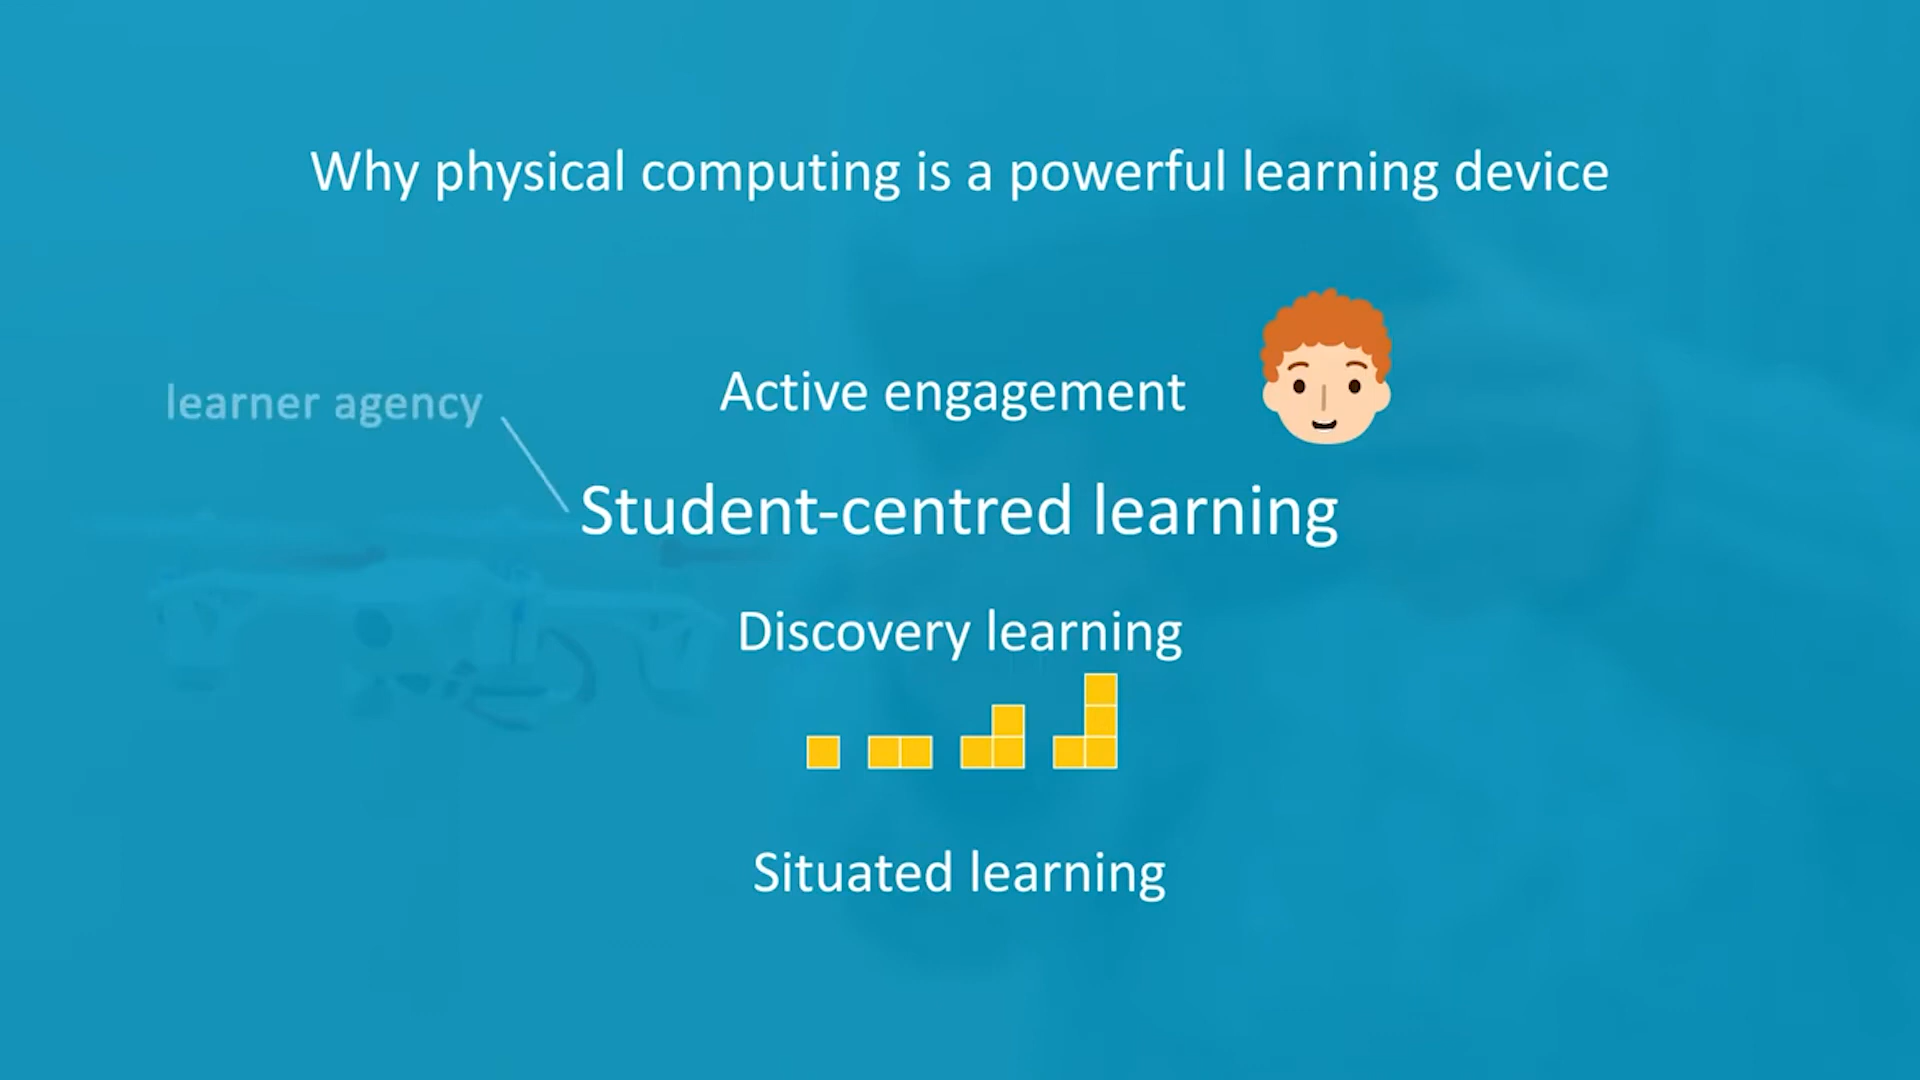 Why physical computing is a powerful learning device
Active engagement
learner agency
Student-centred learning
Discovery learning
Situated learning